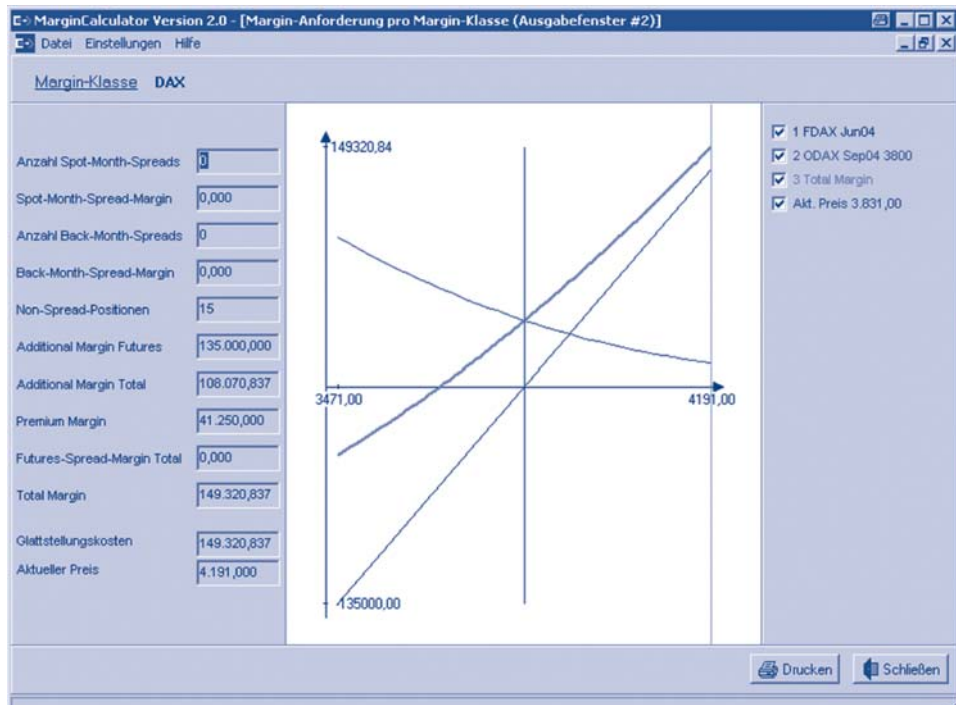 MarginCalculator Version 2.0 - [Margin-Anforderung pro Margin-Klasse (Ausgabefenster #2)]
Datei Einstellungen Hilfe
Margin-Klasse DAX
Anzahl Spot-Month-Spreads 0
Spot-Month-Spread-Margin 0,000
Anzahl Back-Month-Spreads 0
Back-Month-Spread-Margin 0,000
Non-Spread-Positionen 15
Additional Margin Futures 135.000,000
Additional Margin Total 108.070,837
Premium Margin 41.250,000
Futures-Spread-Margin Total 0,000
Total Margin 149.320,837
Glattstellungskosten 149.320,837
Aktueller Preis 4.191,000
149320,84
3471,00
4191,00
-135000,00
1 FDAX Jun04
2 ODAX Sep04 3800
3 Total Margin
Akt. Preis 3.831,00
Drucken
Schließen